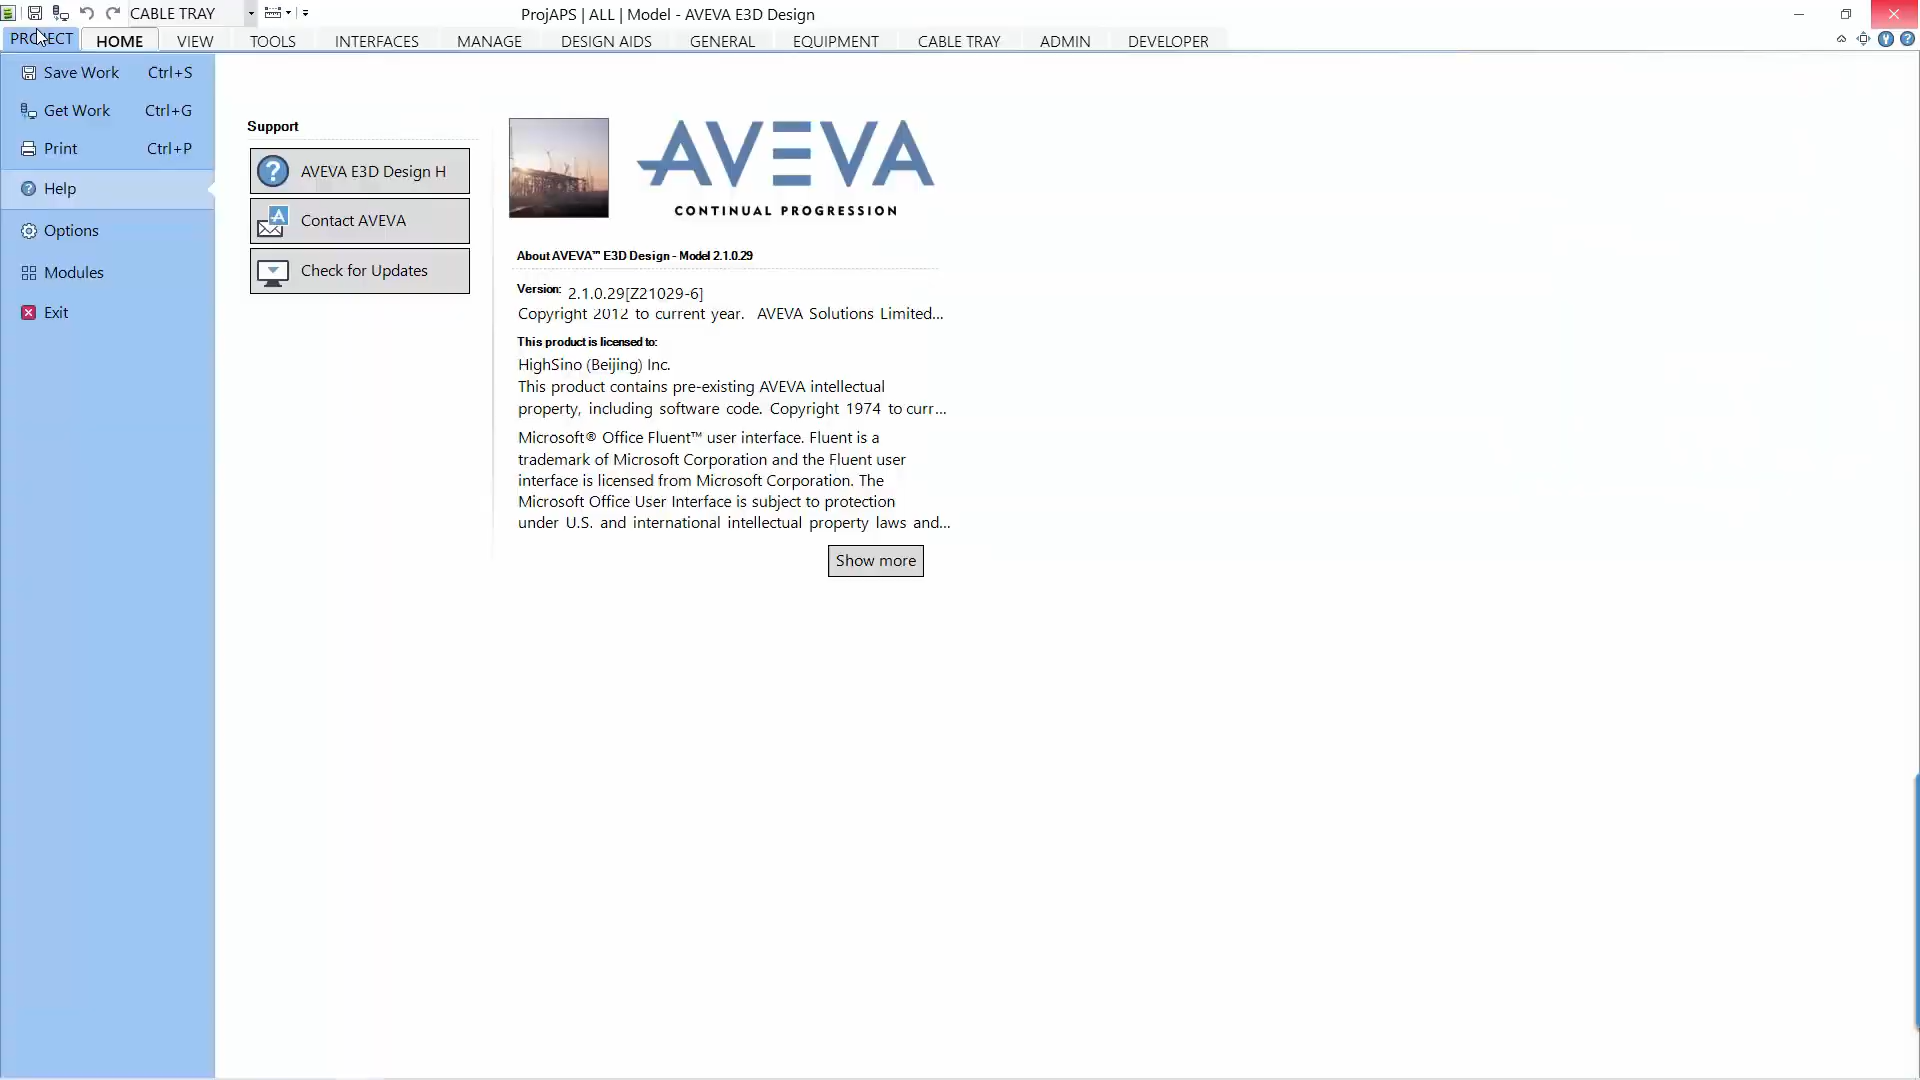 CABLE TRAY
ProjAPS | ALL | Model - AVEVA E3D Design
PROJECT HOME VIEW TOOLS INTERFACES MANAGE DESIGN AIDS GENERAL EQUIPMENT CABLE TRAY ADMIN DEVELOPER
Save Work Ctrl+S
Get Work Ctrl+G
Print Ctrl+P
Help
Options
Modules
Exit
Support
AVEVA E3D Design H
Contact AVEVA
Check for Updates
AVEVA
CONTINUAL PROGRESSION
About AVEVA™ E3D Design - Model 2.1.0.29
Version: 2.1.0.29[Z21029-6]
Copyright 2012 to current year. AVEVA Solutions Limited...
This product is licensed to:
HighSino (Beijing) Inc.
This product contains pre-existing AVEVA intellectual
property, including software code. Copyright 1974 to curr...
Microsoft® Office Fluent™ user interface. Fluent is a
trademark of Microsoft Corporation and the Fluent user
interface is licensed from Microsoft Corporation. The
Microsoft Office User Interface is subject to protection
under U.S. and international intellectual property laws and...
Show more